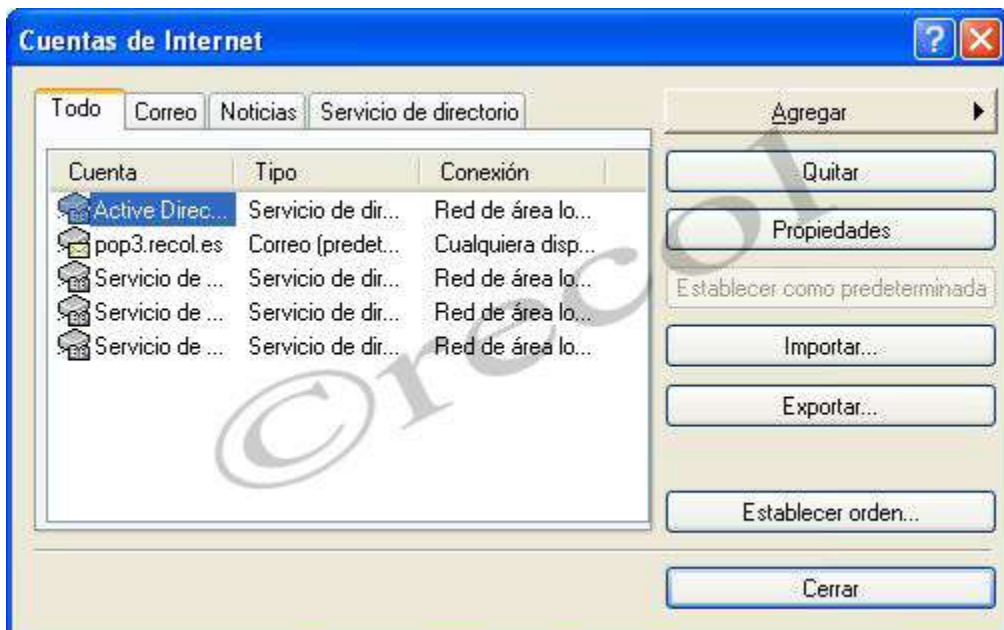 Cuentas de Internet
Todo Correo Noticias Servicio de directorio
Cuenta Tipo Conexión
Active Direc... Servicio de dir... Red de área lo...
pop3.recol.es Correo (predet... Cualquiera disp...
Servicio de ... Servicio de dir... Red de área lo...
Servicio de ... Servicio de dir... Red de área lo...
Servicio de ... Servicio de dir... Red de área lo...
Agregar
Quitar
Propiedades
Establecer como predeterminada
Importar...
Exportar...
Establecer orden...
Cerrar
©recol